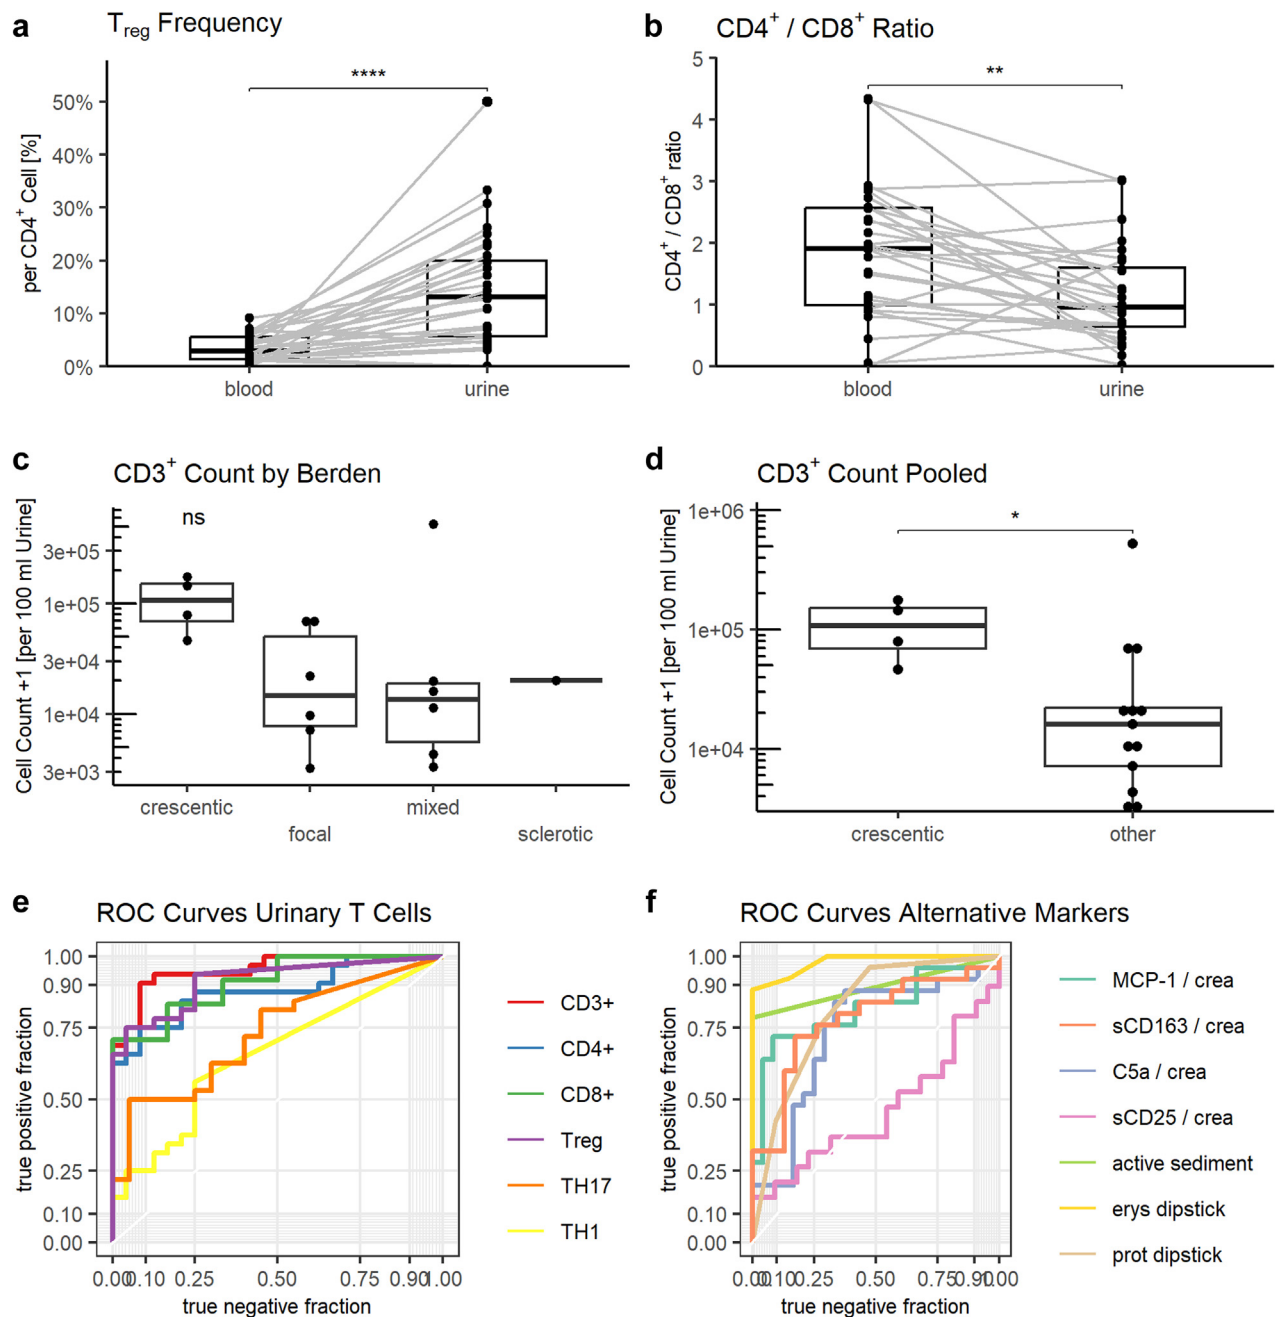 a
T_reg Frequency
per CD4⁺ Cell [%]
50%
40%
30%
20%
10%
0%
****
blood
urine
b
CD4⁺ / CD8⁺ Ratio
CD4⁺ / CD8⁺ ratio
5
4
3
2
1
0
**
blood
urine
c
CD3⁺ Count by Berden
Cell Count +1 [per 100 ml Urine]
3e+05
1e+05
3e+04
1e+04
3e+03
ns
crescentic
focal
mixed
sclerotic
d
CD3⁺ Count Pooled
Cell Count +1 [per 100 ml Urine]
1e+06
1e+05
1e+04
*
crescentic
other
e
ROC Curves Urinary T Cells
true positive fraction
1.00
0.90
0.75
0.50
0.25
0.10
0.00
0.00 0.10 0.25 0.50 0.75 0.90 1.00
true negative fraction
CD3+
CD4+
CD8+
Treg
TH17
TH1
f
ROC Curves Alternative Markers
true positive fraction
1.00
0.90
0.75
0.50
0.25
0.10
0.00
0.00 0.10 0.25 0.50 0.75 0.90 1.00
true negative fraction
MCP-1 / crea
sCD163 / crea
C5a / crea
sCD25 / crea
active sediment
erys dipstick
prot dipstick